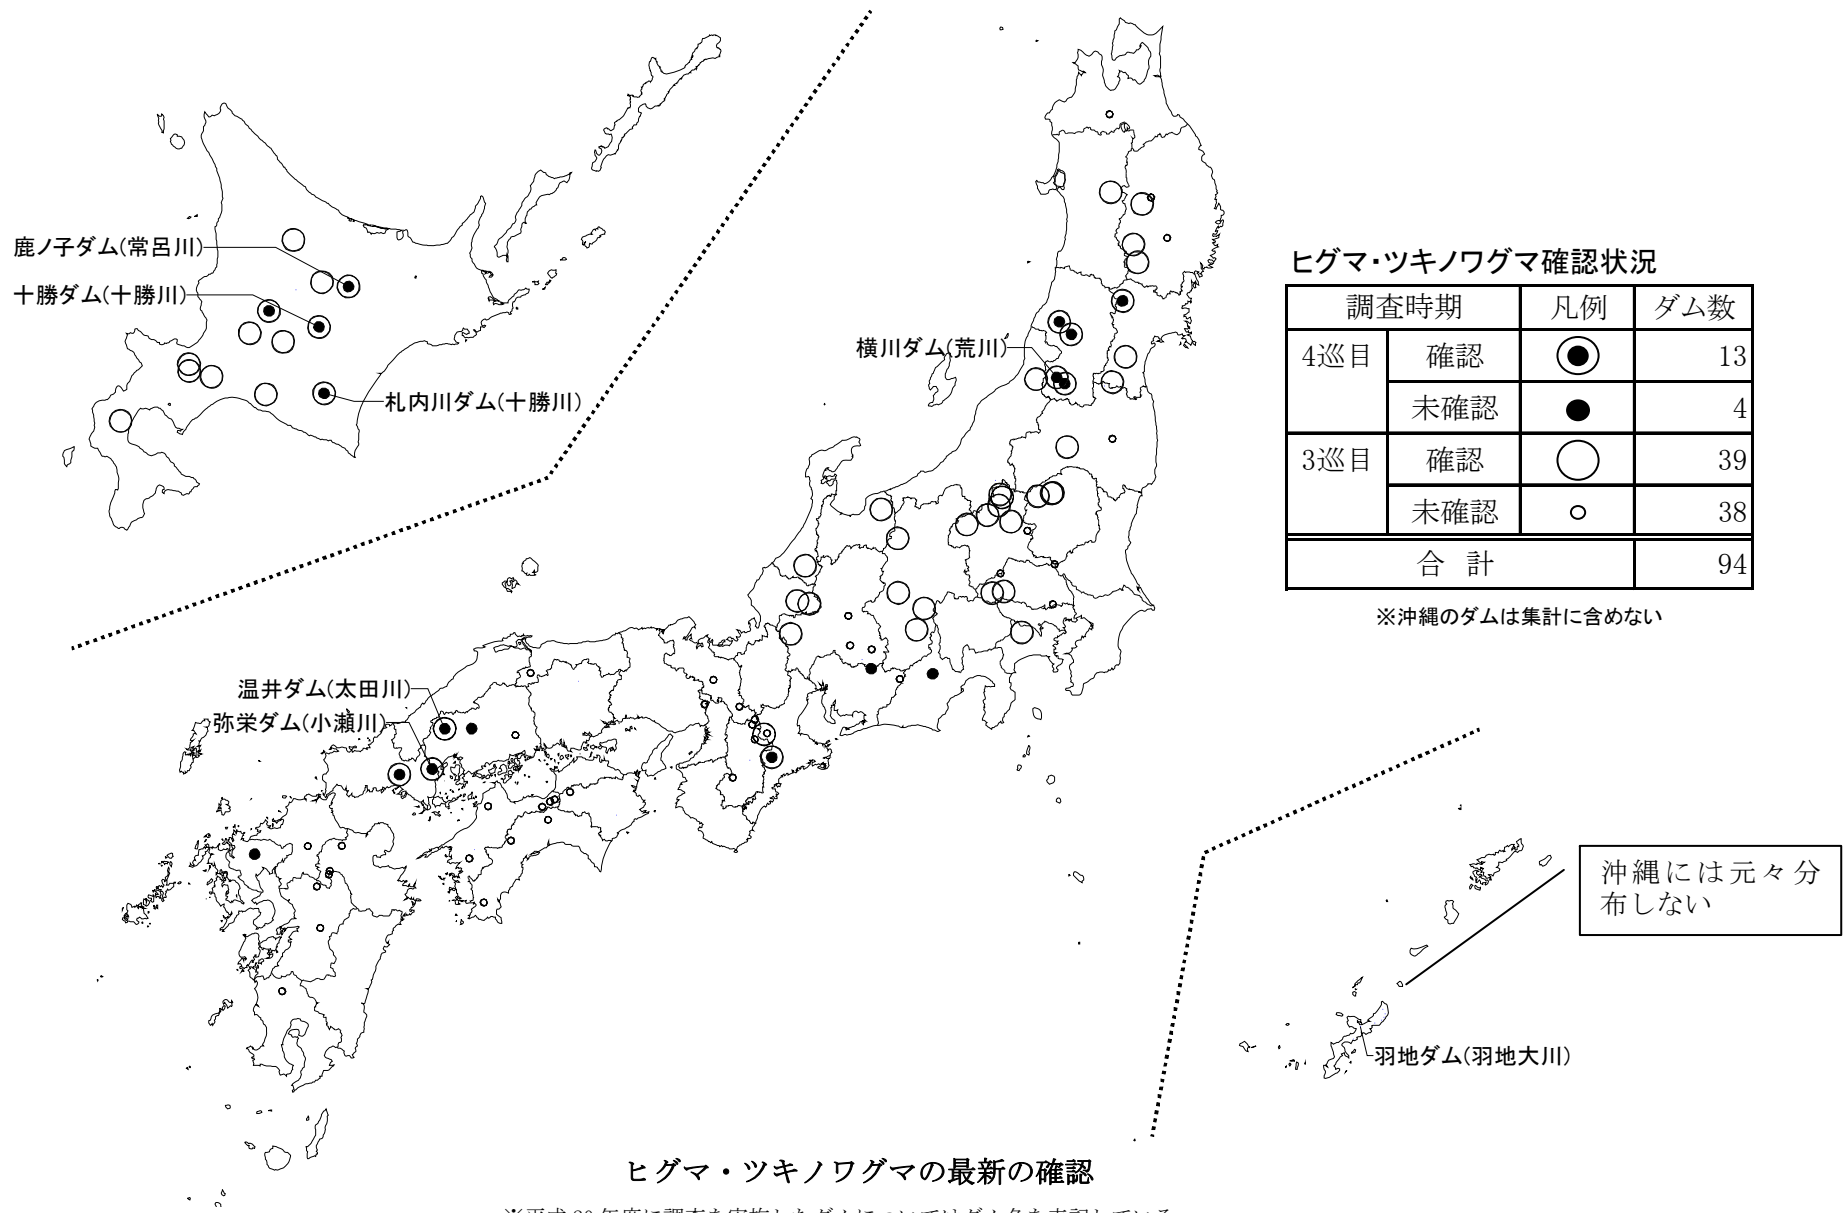 鹿ノ子ダム(常呂川)
十勝ダム(十勝川)
札内川ダム(十勝川)
横川ダム(荒川)
ヒグマ・ツキノワグマ確認状況
調査時期 凡例 ダム数
4巡目 確認 13
未確認 4
3巡目 確認 39
未確認 38
合 計 94
※沖縄のダムは集計に含めない
温井ダム(太田川)
弥栄ダム(小瀬川)
沖縄には元々分
布しない
羽地ダム(羽地大川)
ヒグマ・ツキノワグマの最新の確認